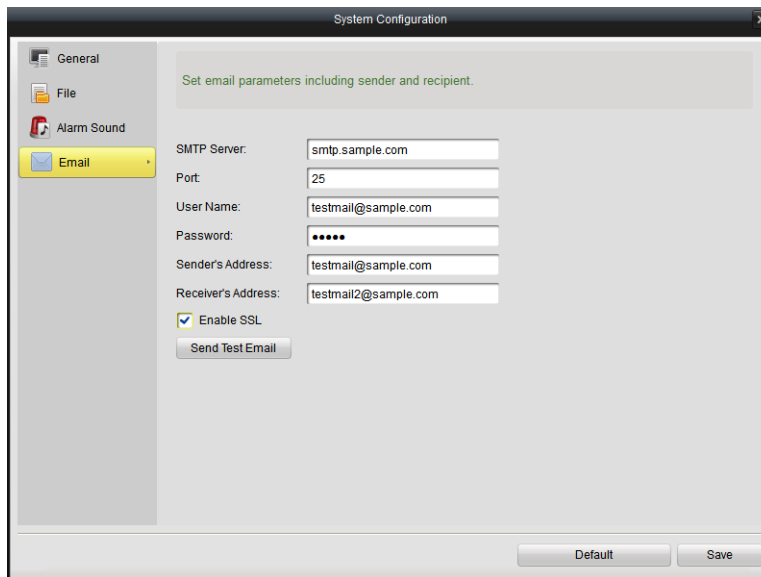 System Configuration
General
File
Alarm Sound
Email
Set email parameters including sender and recipient.
SMTP Server: smtp.sample.com
Port: 25
User Name: testmail@sample.com
Password: •••••
Sender's Address: testmail@sample.com
Receiver's Address: testmail2@sample.com
Enable SSL
Send Test Email
Default Save